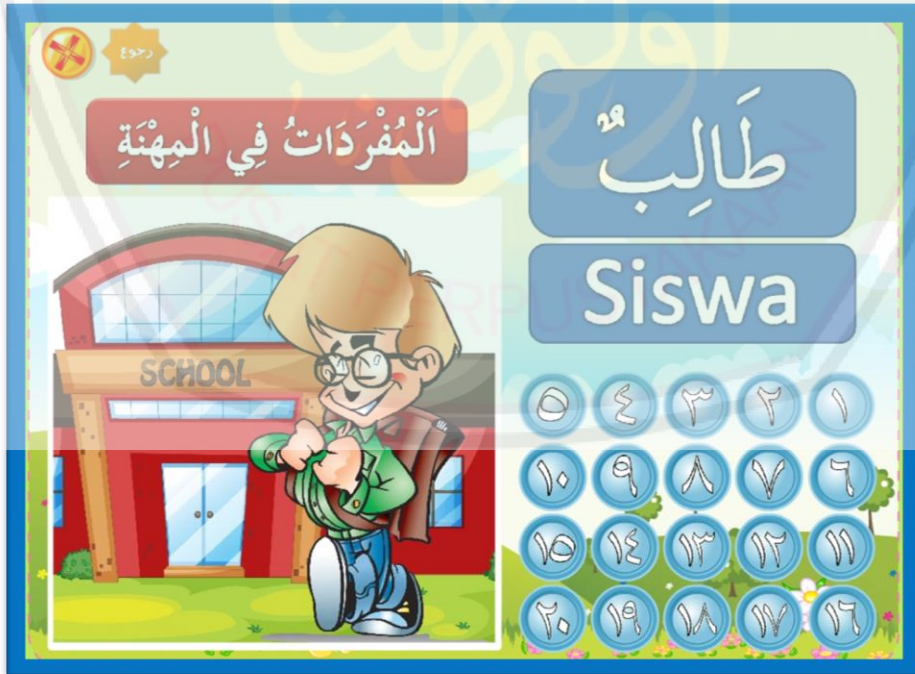 رجوع
اَلْمُفْرَدَاتُ فِي الْمِهْنَةِ
طَالِبٌ
Siswa
SCHOOL
١ ٢ ٣ ٤ ٥
٦ ٧ ٨ ٩ ١٠
١١ ١٢ ١٣ ١٤ ١٥
١٦ ١٧ ١٨ ١٩ ٢٠